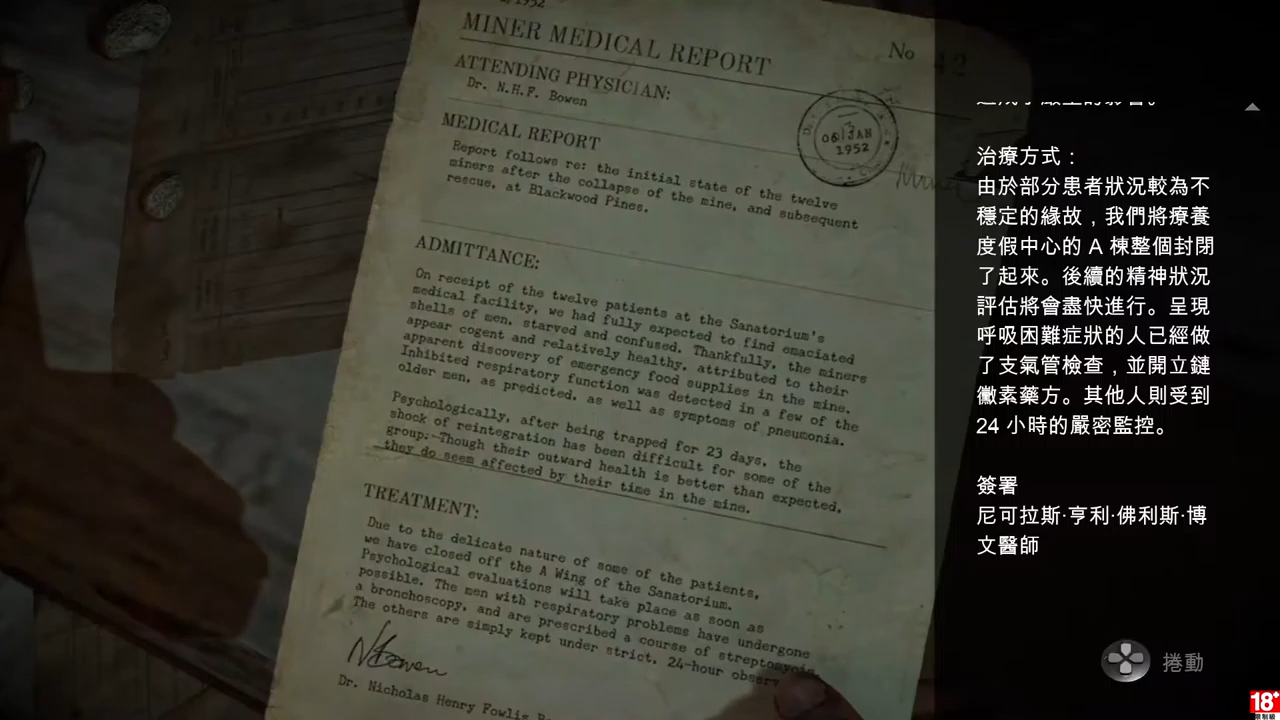 1952
MINER MEDICAL REPORT
No 42
ATTENDING PHYSICIAN:
Dr. N.H.F. Bowen
MEDICAL REPORT
Report follows re: the initial state of the twelve
miners after the collapse of the mine, and subsequent
rescue, at Blackwood Pines.
JAN
1952
ADMITTANCE:
On receipt of the twelve patients at the Sanatorium's
medical facility, we had fully expected to find emaciated
shells of men, starved and confused. Thankfully, the miners
appear cogent and relatively healthy, attributed to their
apparent discovery of emergency food supplies in the mine.
Inhibited respiratory function was detected in a few of the
older men, as predicted, as well as symptoms of pneumonia.
Psychologically, after being trapped for 23 days, the
shock of reintegration has been difficult for some of the
group. Though their outward health is better than expected,
they do seem affected by their time in the mine.
TREATMENT:
Due to the delicate nature of some of the patients,
we have closed off the A Wing of the Sanatorium.
Psychological evaluations will take place as soon as
possible. The men with respiratory problems have undergone
a bronchoscopy, and are prescribed a course of streptomycin.
The others are simply kept under strict, 24-hour
NBowen
Dr. Nicholas Henry Fowlis
治療方式：
由於部分患者狀況較為不
穩定的緣故，我們將療養
度假中心的 A 棟整個封閉
了起來。後續的精神狀況
評估將會盡快進行。呈現
呼吸困難症狀的人已經做
了支氣管檢查，並開立鏈
黴素藥方。其他人則受到
24 小時的嚴密監控。
簽署
尼可拉斯·亨利·佛利斯·博
文醫師
捲動
18+
限制級